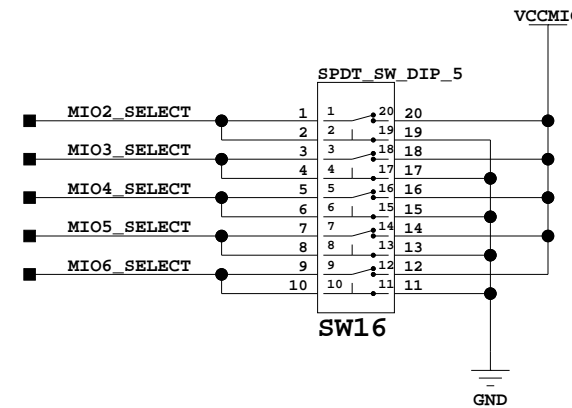 VCCMIO
SPDT_SW_DIP_5
MIO2_SELECT 1 1 20 20
2 2 19 19
MIO3_SELECT 3 3 18 18
4 4 17 17
MIO4_SELECT 5 5 16 16
6 6 15 15
MIO5_SELECT 7 7 14 14
8 8 13 13
MIO6_SELECT 9 9 12 12
10 10 11 11
SW16
GND